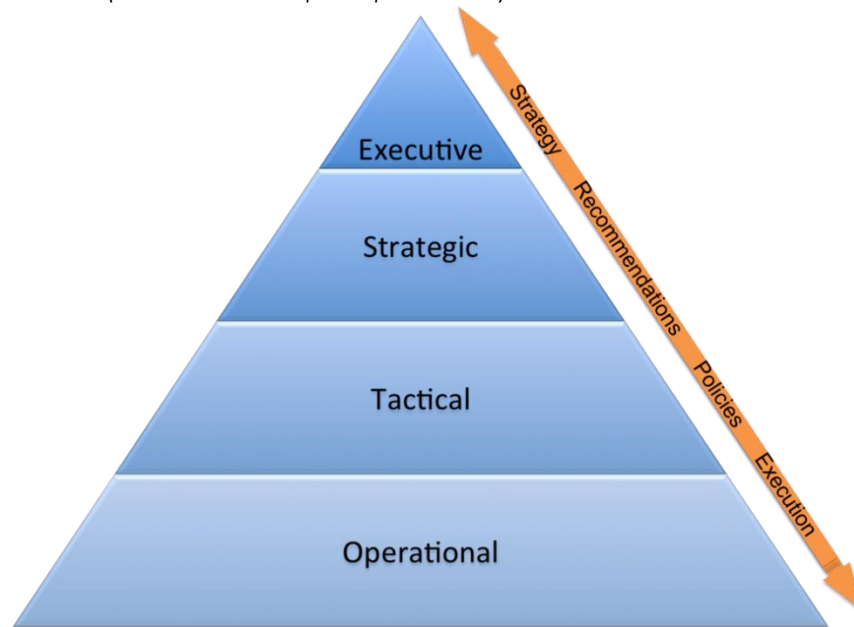 Executive
Strategic
Tactical
Operational
Strategy
Recommendations
Policies
Execution